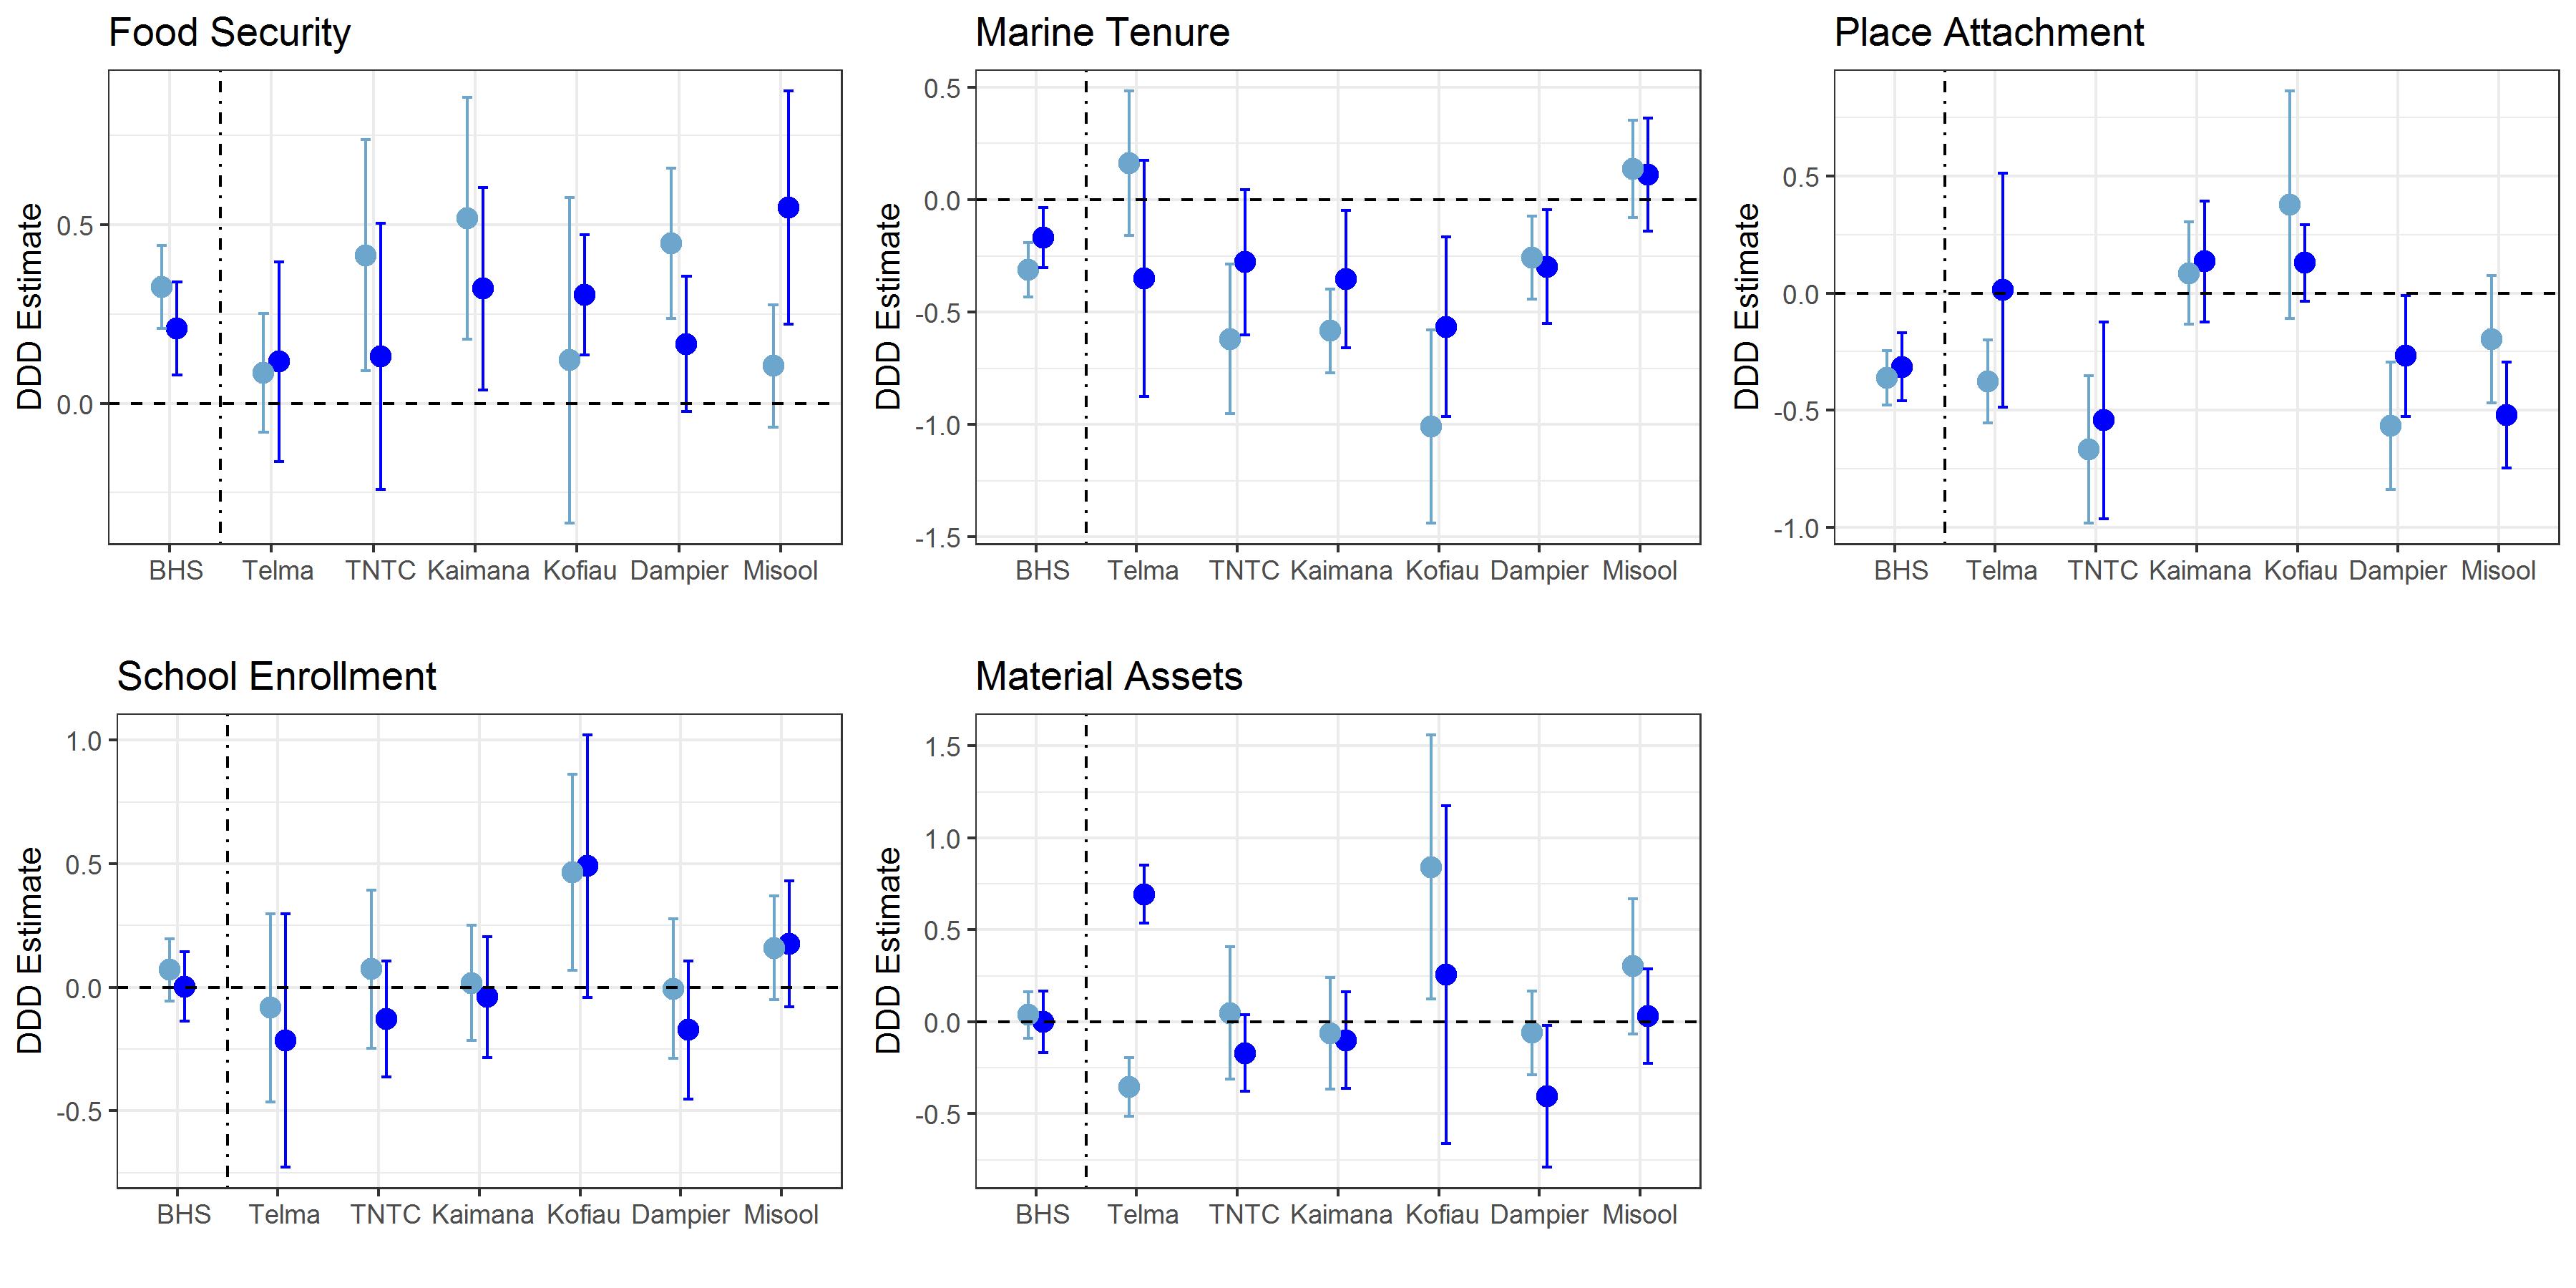 Food Security
Marine Tenure
Place Attachment
DDD Estimate
0.5
0.0
BHS Telma TNTC Kaimana Kofiau Dampier Misool
DDD Estimate
0.5
0.0
-0.5
-1.0
-1.5
BHS Telma TNTC Kaimana Kofiau Dampier Misool
DDD Estimate
0.5
0.0
-0.5
-1.0
BHS Telma TNTC Kaimana Kofiau Dampier Misool
School Enrollment
Material Assets
DDD Estimate
1.0
0.5
0.0
-0.5
BHS Telma TNTC Kaimana Kofiau Dampier Misool
DDD Estimate
1.5
1.0
0.5
0.0
-0.5
BHS Telma TNTC Kaimana Kofiau Dampier Misool